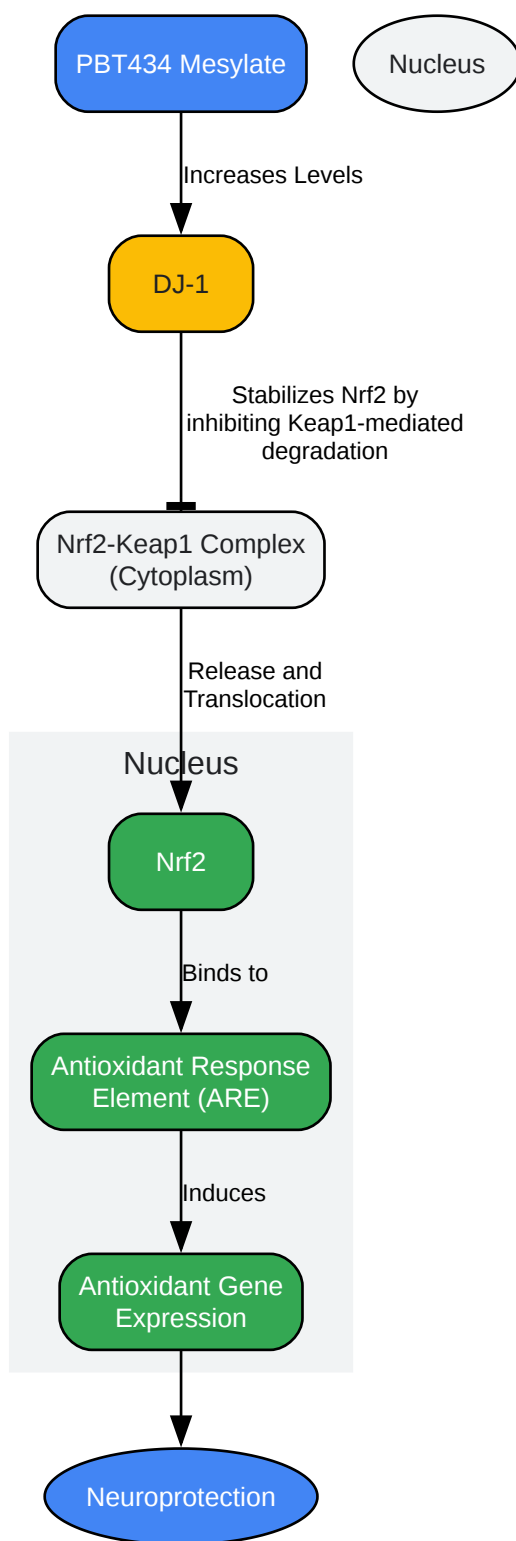 PBT434 Mesylate
Nucleus
Increases Levels
DJ-1
Stabilizes Nrf2 by
inhibiting Keap1-mediated
degradation
Nrf2-Keap1 Complex
(Cytoplasm)
Release and
Translocation
Nucleus
Nrf2
Binds to
Antioxidant Response
Element (ARE)
Induces
Antioxidant Gene
Expression
Neuroprotection